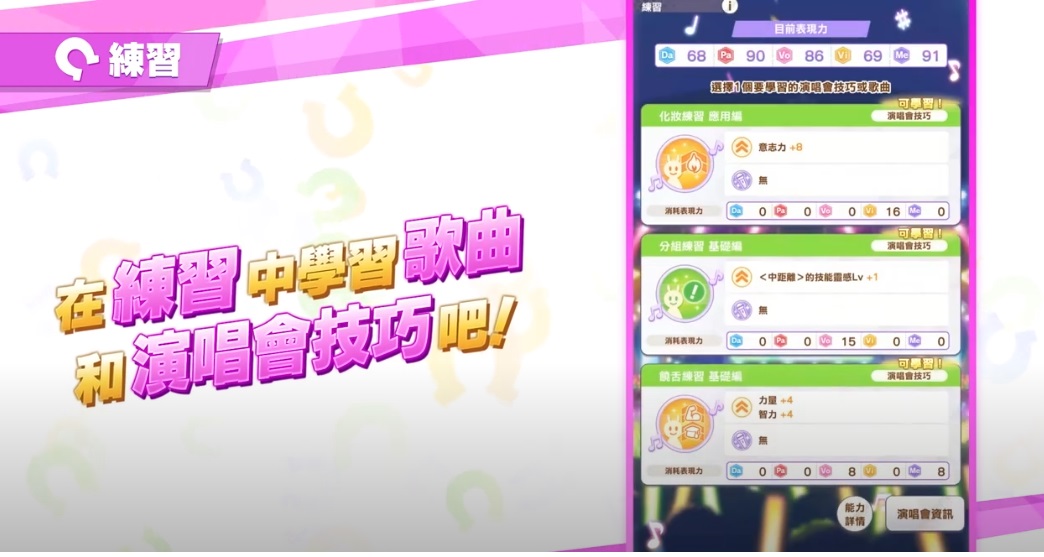 練習
在練習中學習歌曲
和演唱會技巧吧!
練習
i
目前表現力
Da 68 Pa 90 Vo 86 Vi 69 Me 91
選擇1個要學習的演唱會技巧或歌曲
可學習!
化妝練習 應用編
演唱會技巧
意志力 +8
無
消耗表現力 Da 0 Pa 0 Vo 0 Vi 16 Me 0
可學習!
分組練習 基礎編
演唱會技巧
<中距離>的技能靈感Lv +1
無
消耗表現力 Da 0 Pa 0 Vo 15 Vi 0 Me 0
可學習!
饒舌練習 基礎編
演唱會技巧
力量 +4
智力 +4
無
消耗表現力 Da 0 Pa 0 Vo 8 Vi 0 Me 8
能力
詳情
演唱會資訊